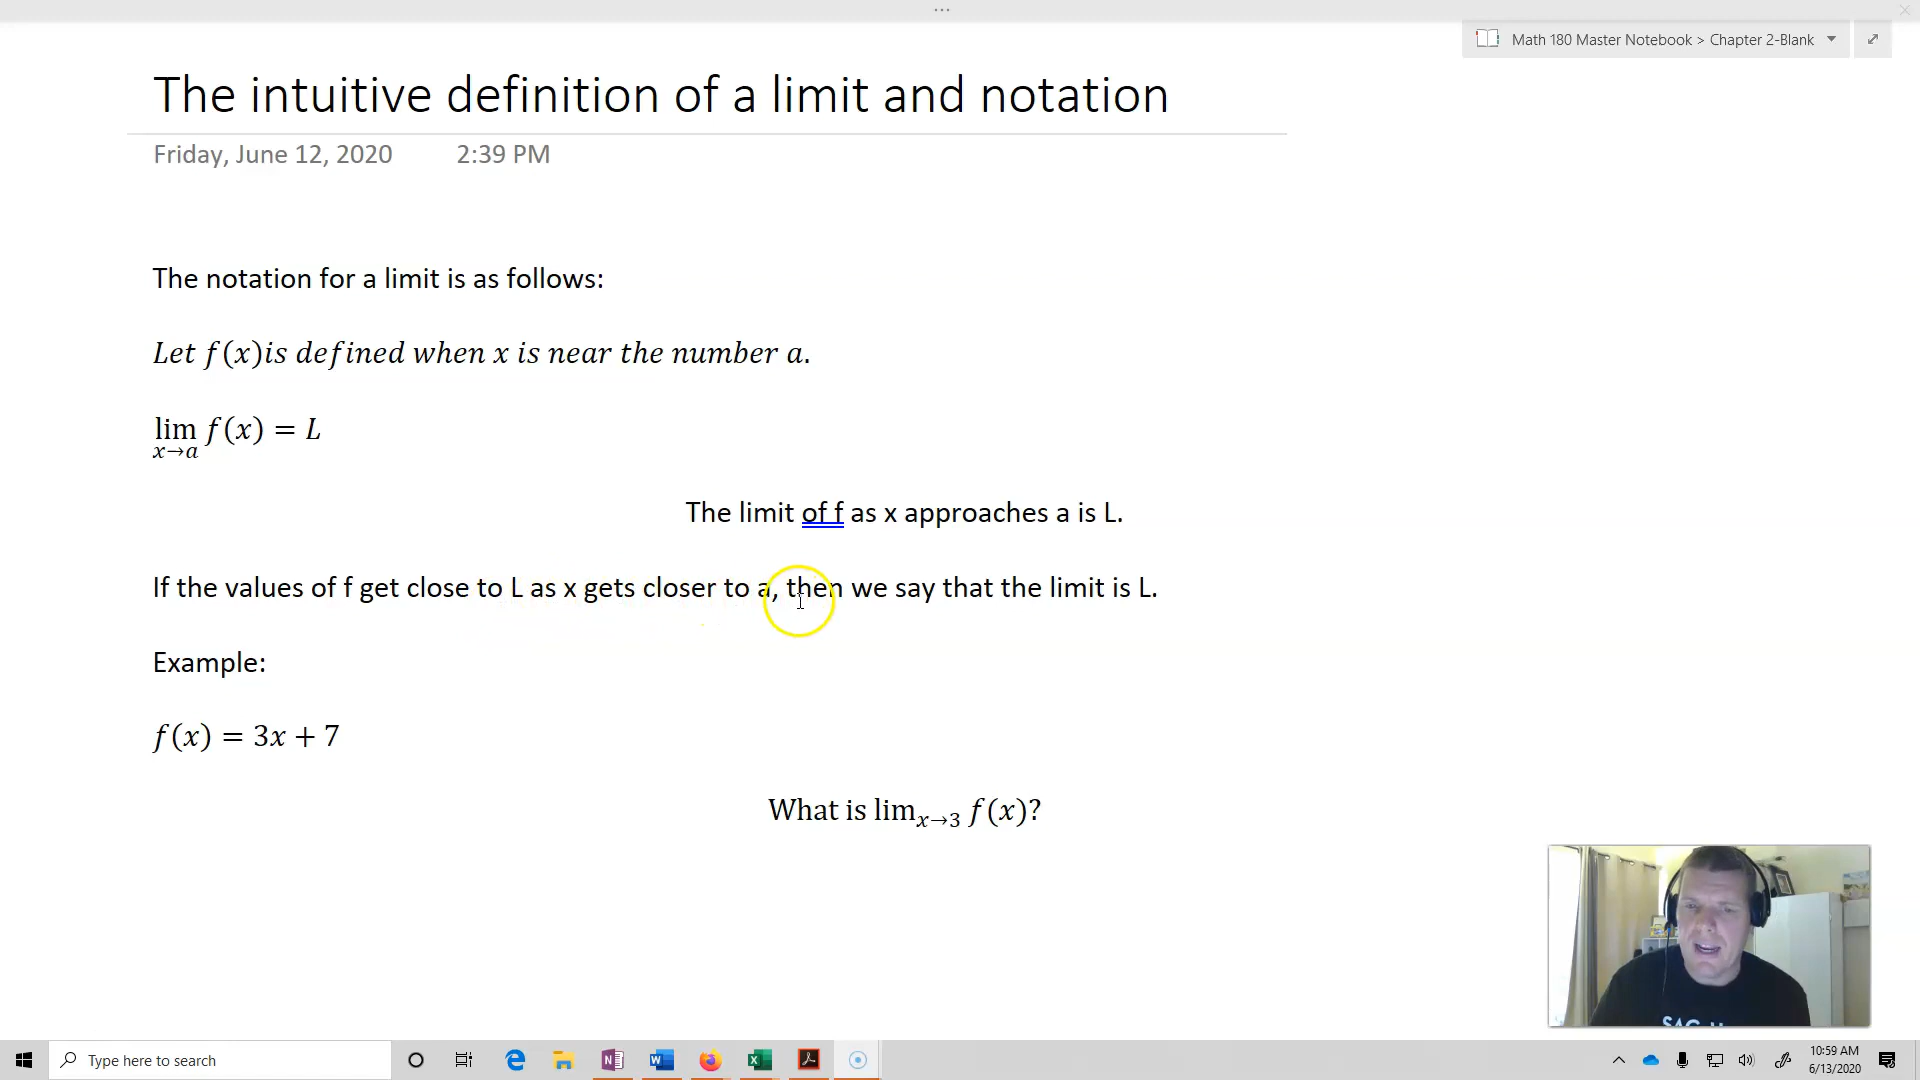 Math 180 Master Notebook > Chapter 2-Blank
The intuitive definition of a limit and notation
Friday, June 12, 2020 2:39 PM
The notation for a limit is as follows:
Let f(x)is defined when x is near the number a.
lim f(x) = L
x→a
The limit of f as x approaches a is L.
If the values of f get close to L as x gets closer to a, then we say that the limit is L.
Example:
f(x) = 3x + 7
What is lim x→3 f(x)?
Type here to search
10:59 AM
6/13/2020